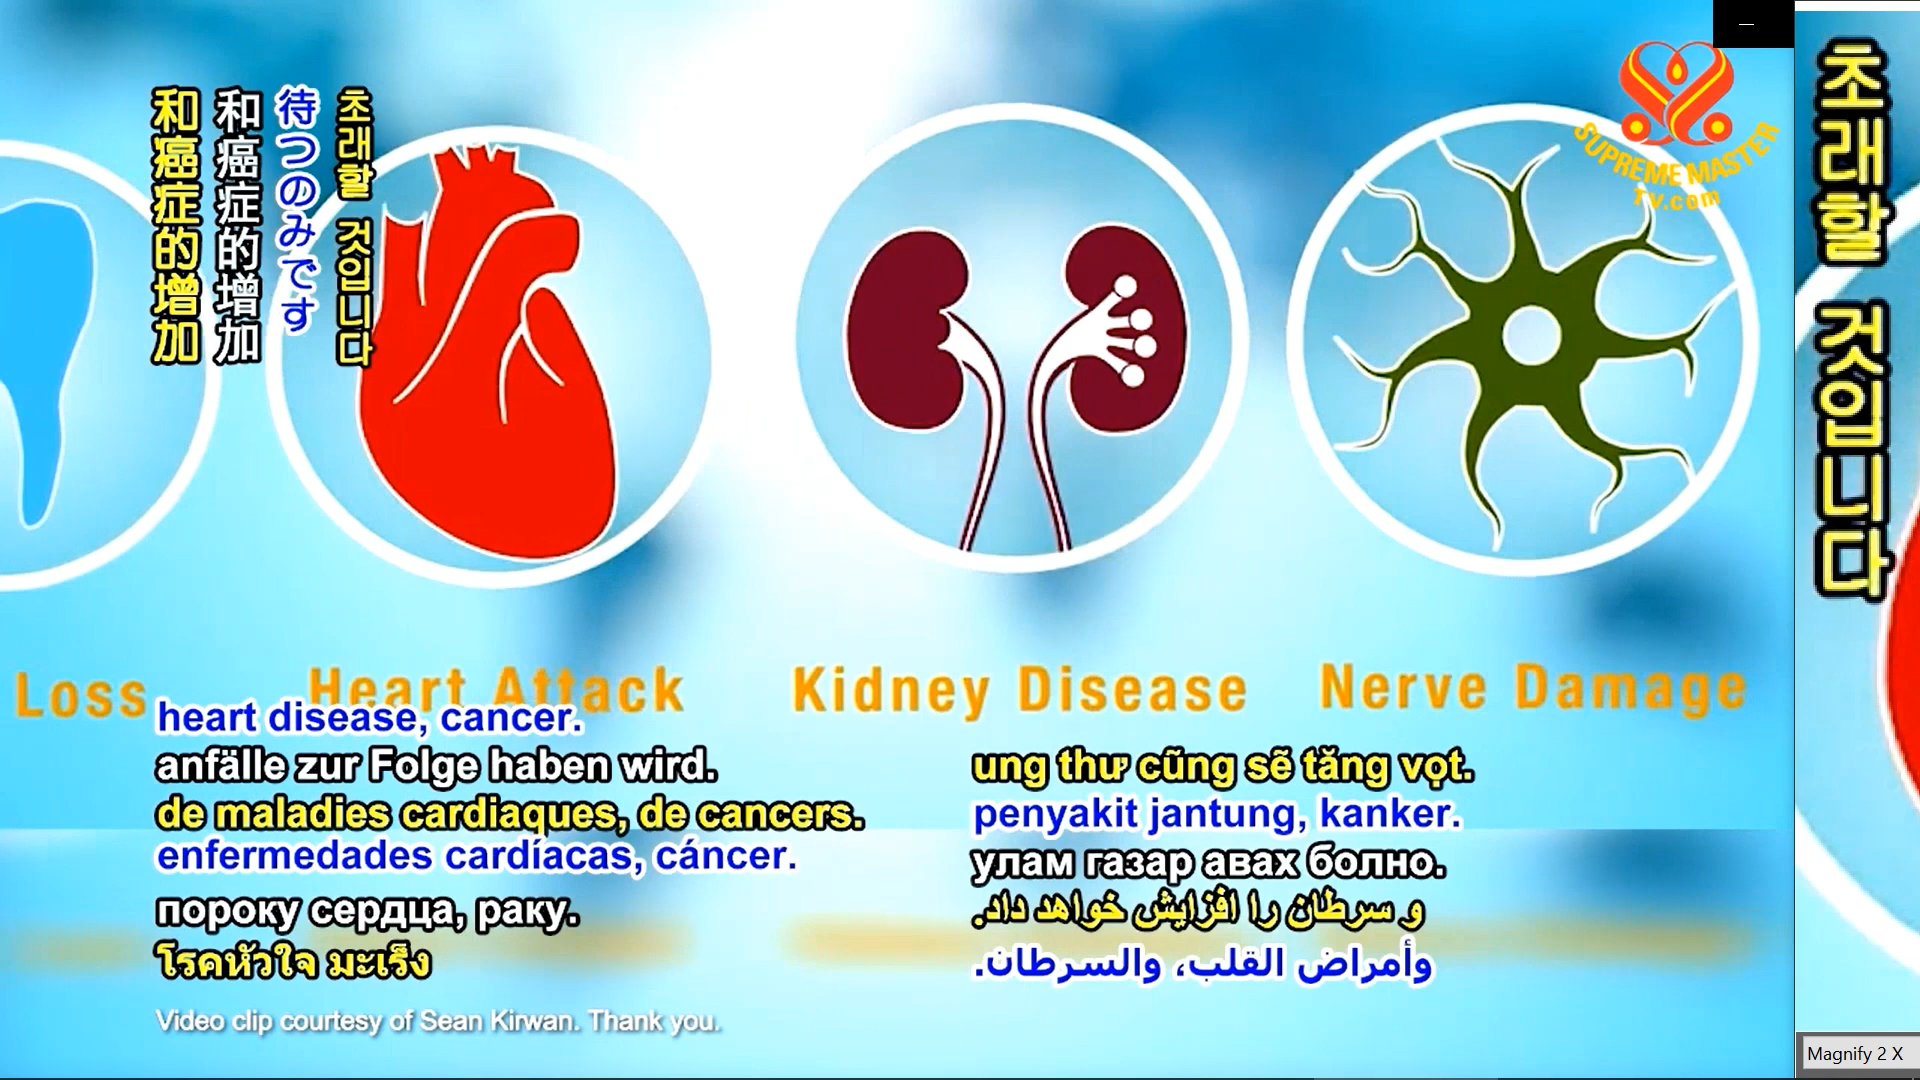 和癌症的增加
和癌症的增加
待つのみです
초래할 것입니다
SUPREME MASTER
TV.com
초래할 것입니다
Loss
Heart Attack
Kidney Disease
Nerve Damage
heart disease, cancer.
anfälle zur Folge haben wird.
de maladies cardiaques, de cancers.
enfermedades cardíacas, cáncer.
пороку сердца, раку.
โรคหัวใจ มะเร็ง
ung thư cũng sẽ tăng vọt.
penyakit jantung, kanker.
улам газар авах болно.
و سرطان را افزایش خواهد داد.
وأمراض القلب، والسرطان.
Video clip courtesy of Sean Kirwan. Thank you.
Magnify 2 X